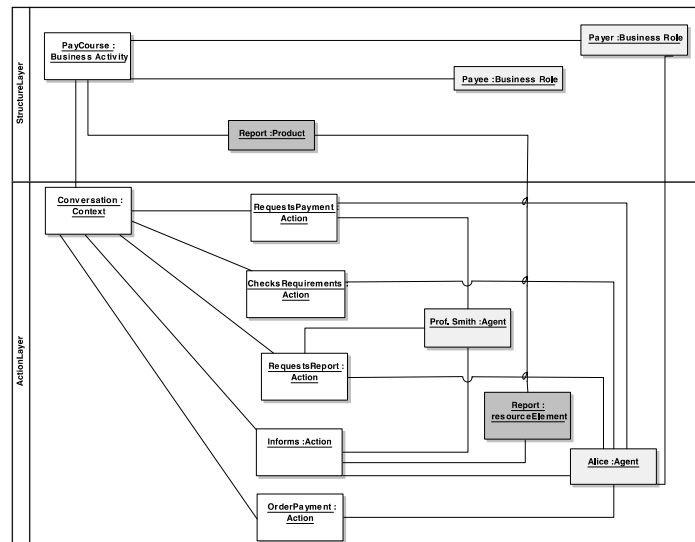 StructureLayer
PayCourse :
Business Activity
Payer :Business Role
Payee :Business Role
Report :Product
ActionLayer
Conversation :
Context
RequestsPayment :
Action
ChecksRequirements :
Action
Prof. Smith :Agent
RequestsReport :
Action
Report :
resourceElement
Informs :Action
Alice :Agent
OrderPayment :
Action